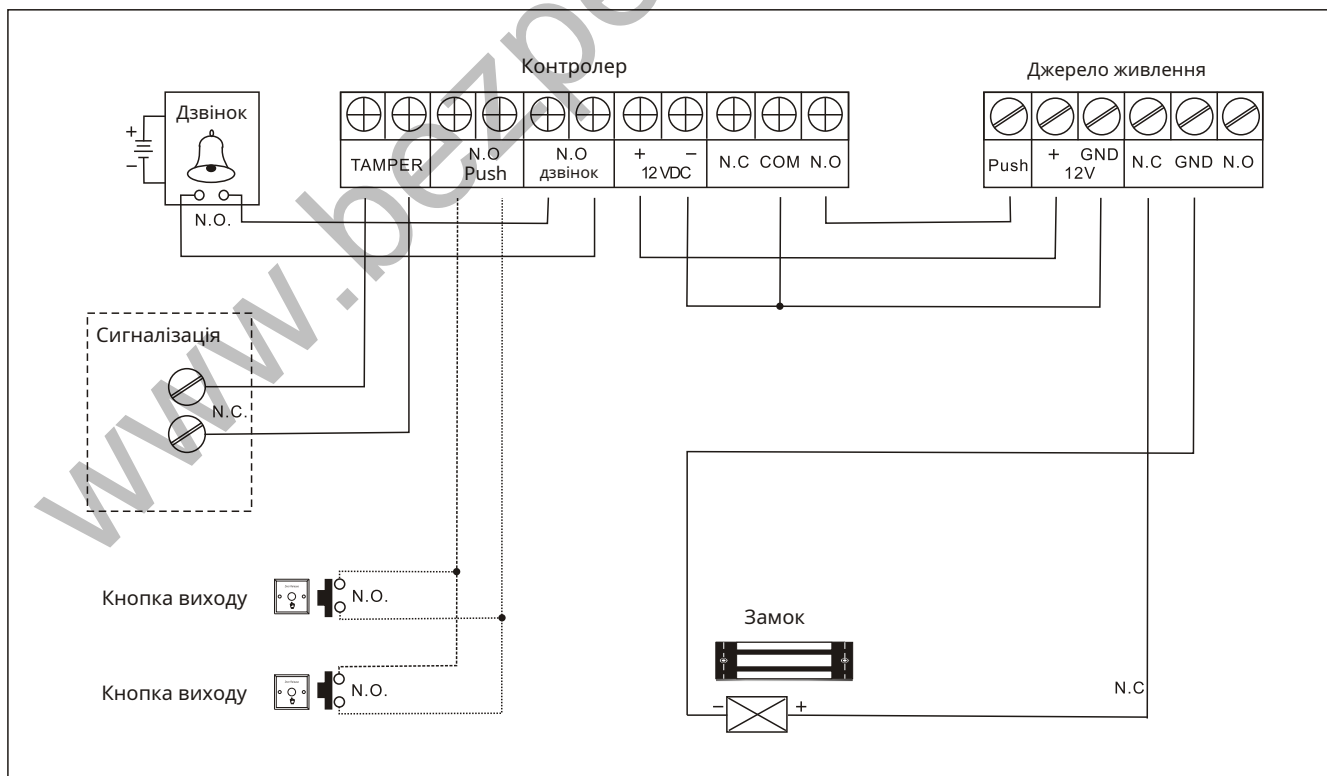 Контролер
Джерело живлення
Дзвінок
+
−
N.O.
TAMPER
N.O
Push
N.O
дзвінок
+ −
12 VDC
N.C COM N.O
Push
+ GND
12V
N.C GND N.O
Сигналізація
N.C.
Кнопка виходу
N.O.
Кнопка виходу
N.O.
Замок
N.C
− +
www.bezpe